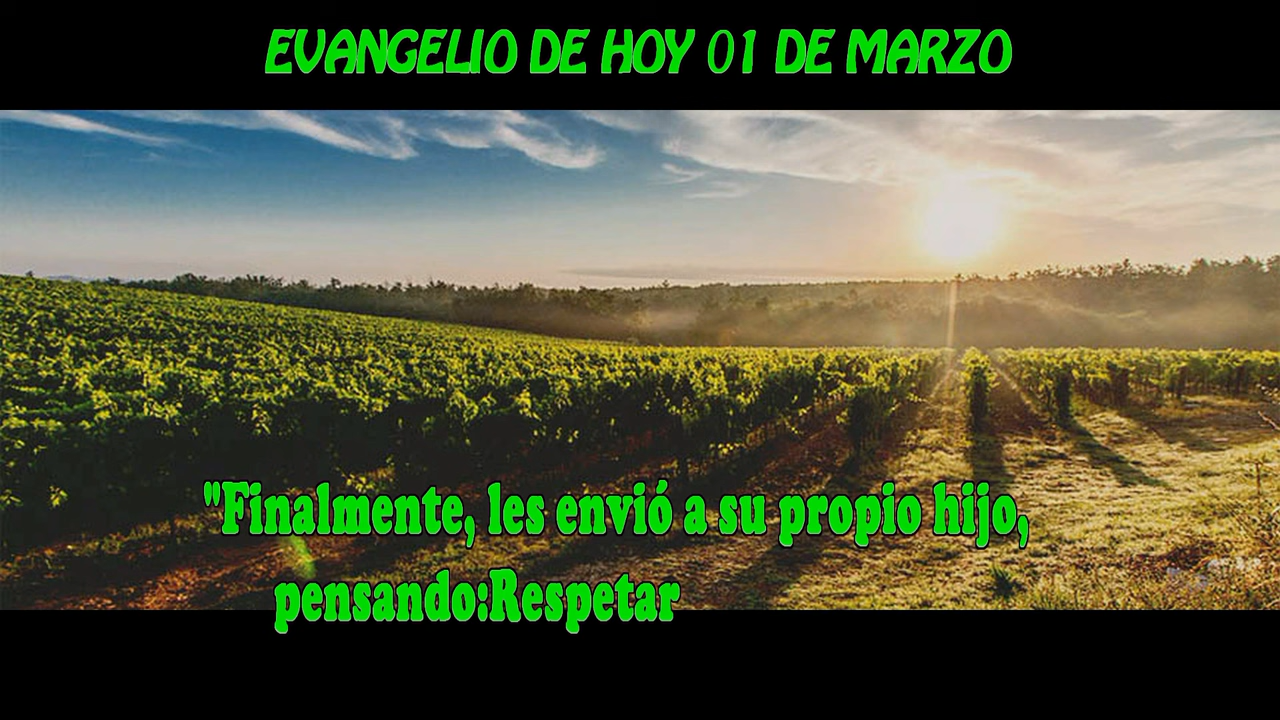 EVANGELIO DE HOY 01 DE MARZO
"Finalmente, les envió a su propio hijo,
pensando:Respetar